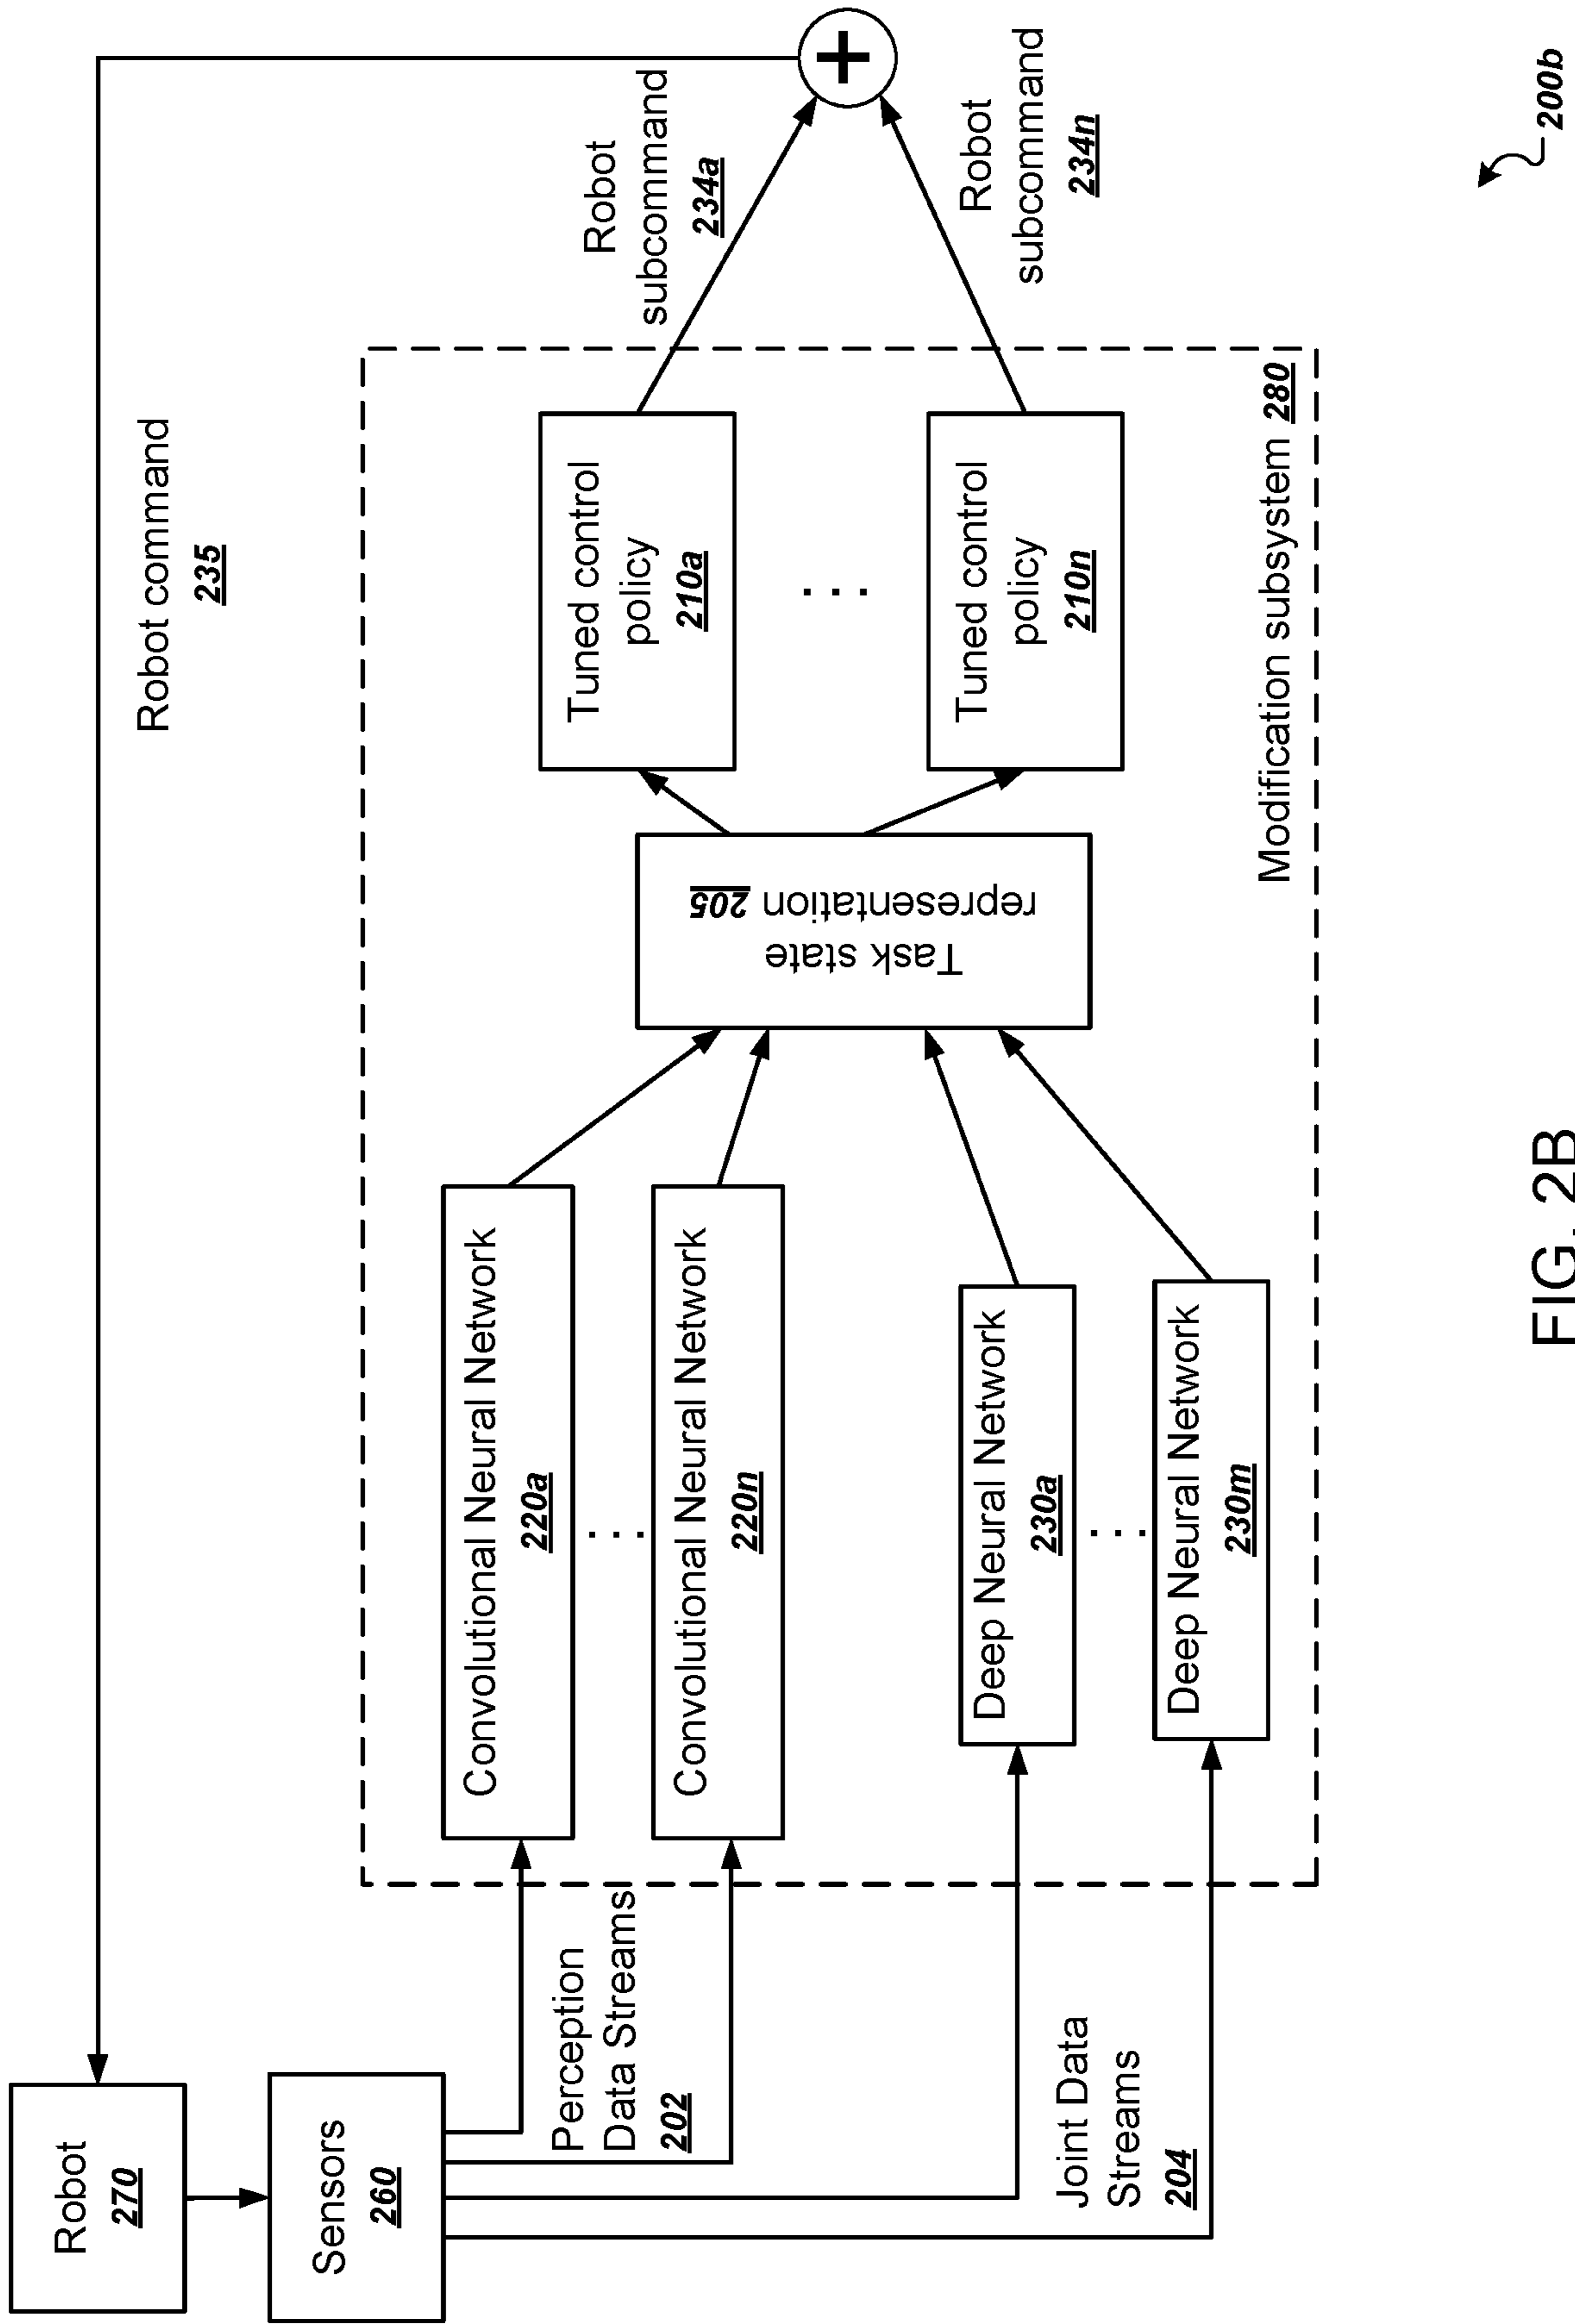 Robot
270
Sensors
260
Robot command
235
Perception
Data Streams
202
Joint Data
Streams
204
Convolutional Neural Network
220a
...
Convolutional Neural Network
220n
Deep Neural Network
230a
...
Deep Neural Network
230m
Task state
representation 205
Tuned control
policy
210a
...
Tuned control
policy
210n
Modification subsystem 280
Robot
subcommand
234a
Robot
subcommand
234n
+
200b
FIG. 2B